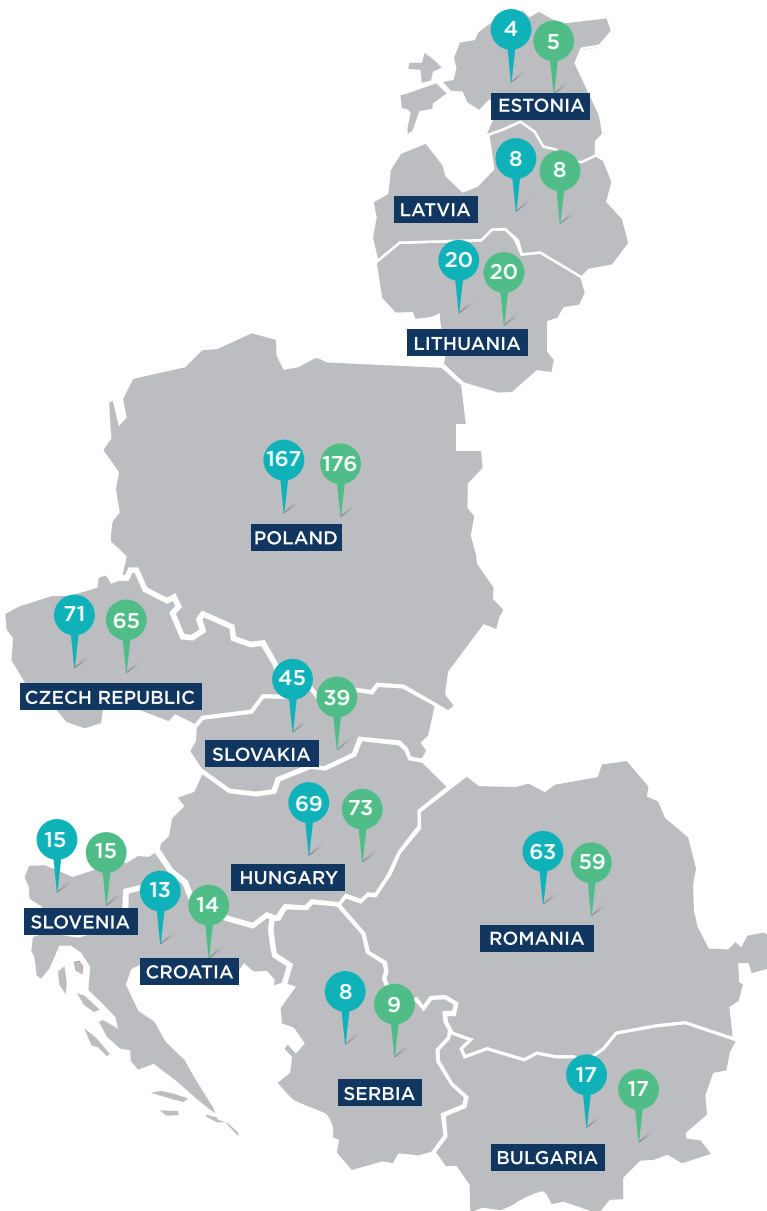 4
5
ESTONIA
8
8
LATVIA
20
20
LITHUANIA
167
176
POLAND
71
65
CZECH REPUBLIC
45
39
SLOVAKIA
69
73
HUNGARY
15
15
SLOVENIA
13
14
CROATIA
63
59
ROMANIA
8
9
SERBIA
17
17
BULGARIA